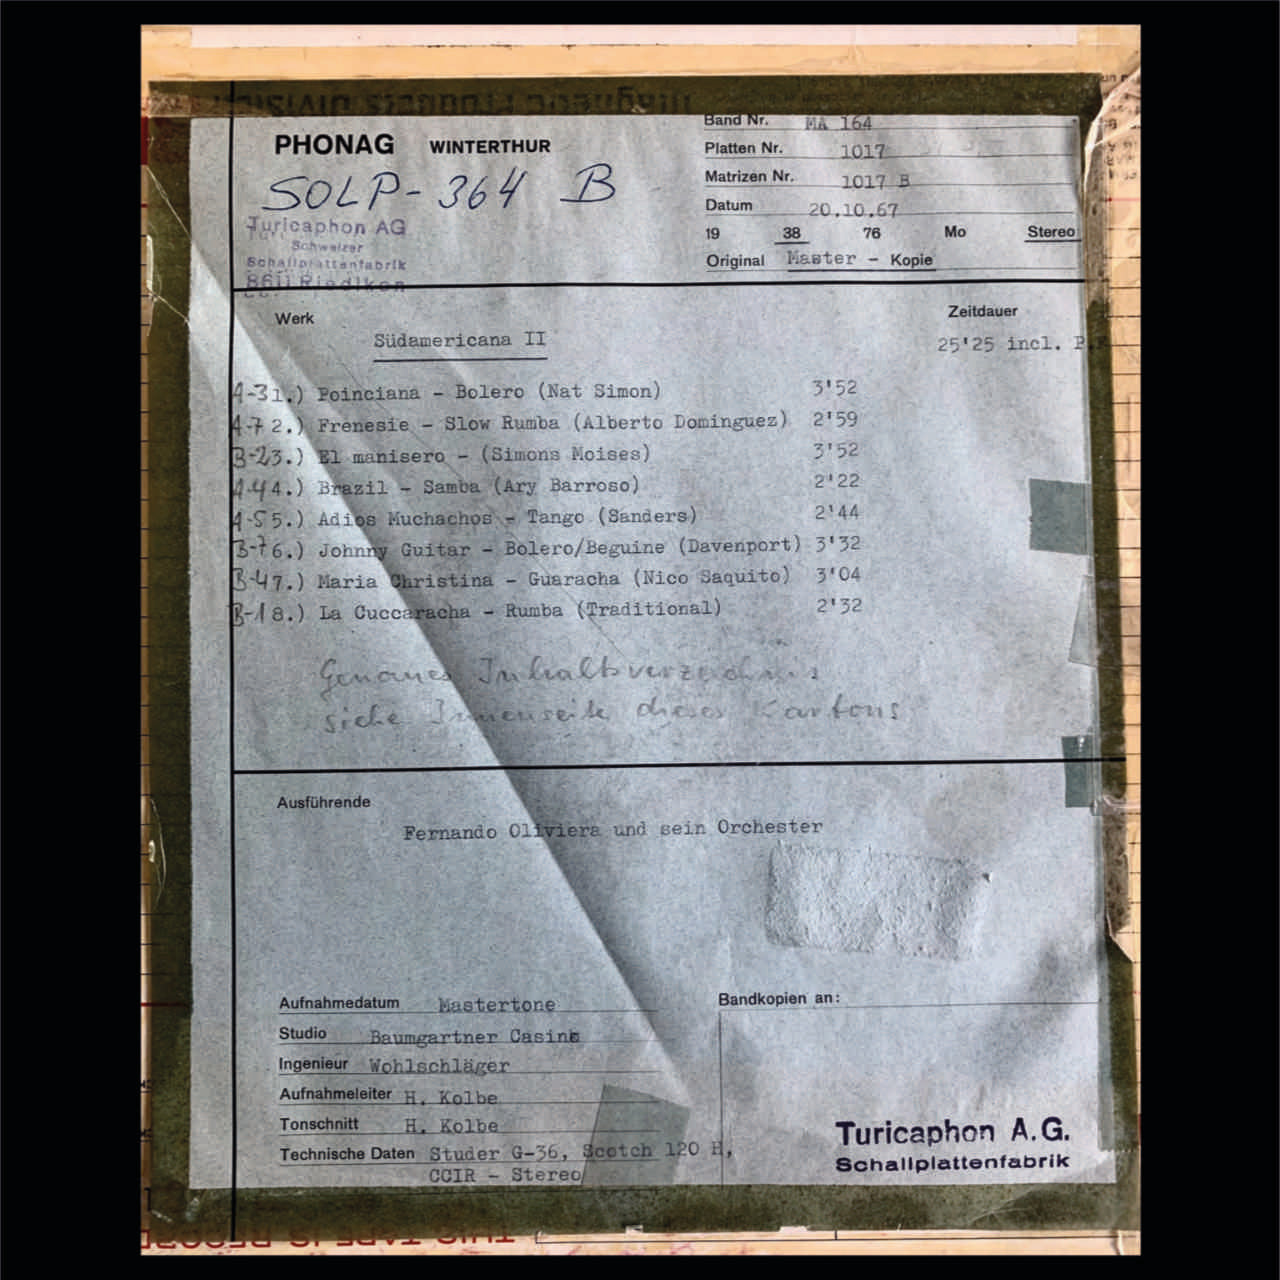 PHONAG WINTERTHUR
SOLP-364 B
Turicaphon AG
Schweizer
Schallplattenfabrik
8611 Riedikon
Band Nr. MA 164
Platten Nr. 1017
Matrizen Nr. 1017 B
Datum 20.10.67
19 38 76 Mo Stereo
Original Master - Kopie
Werk
Südamericana II
Zeitdauer
25'25 incl. P.
A-3 1.) Poinciana - Bolero (Nat Simon) 3'52
A-7 2.) Frenesie - Slow Rumba (Alberto Dominguez) 2'59
B-2 3.) El manisero - (Simons Moises) 3'52
A-4 4.) Brazil - Samba (Ary Barroso) 2'22
A-5 5.) Adios Muchachos - Tango (Sanders) 2'44
B-7 6.) Johnny Guitar - Bolero/Beguine (Davenport) 3'32
B-4 7.) Maria Christina - Guaracha (Nico Saquito) 3'04
B-1 8.) La Cuccaracha - Rumba (Traditional) 2'32
Genaues Inhaltsverzeichnis
siehe Innenseite dieses Kartons
Ausführende
Fernando Oliviera und sein Orchester
Aufnahmedatum Mastertone
Studio Baumgartner Casino
Ingenieur Wohlschläger
Aufnahmeleiter H. Kolbe
Tonschnitt H. Kolbe
Technische Daten Studer G-36, Scotch 120 H,
CCIR - Stereo
Bandkopien an:
Turicaphon A.G.
Schallplattenfabrik